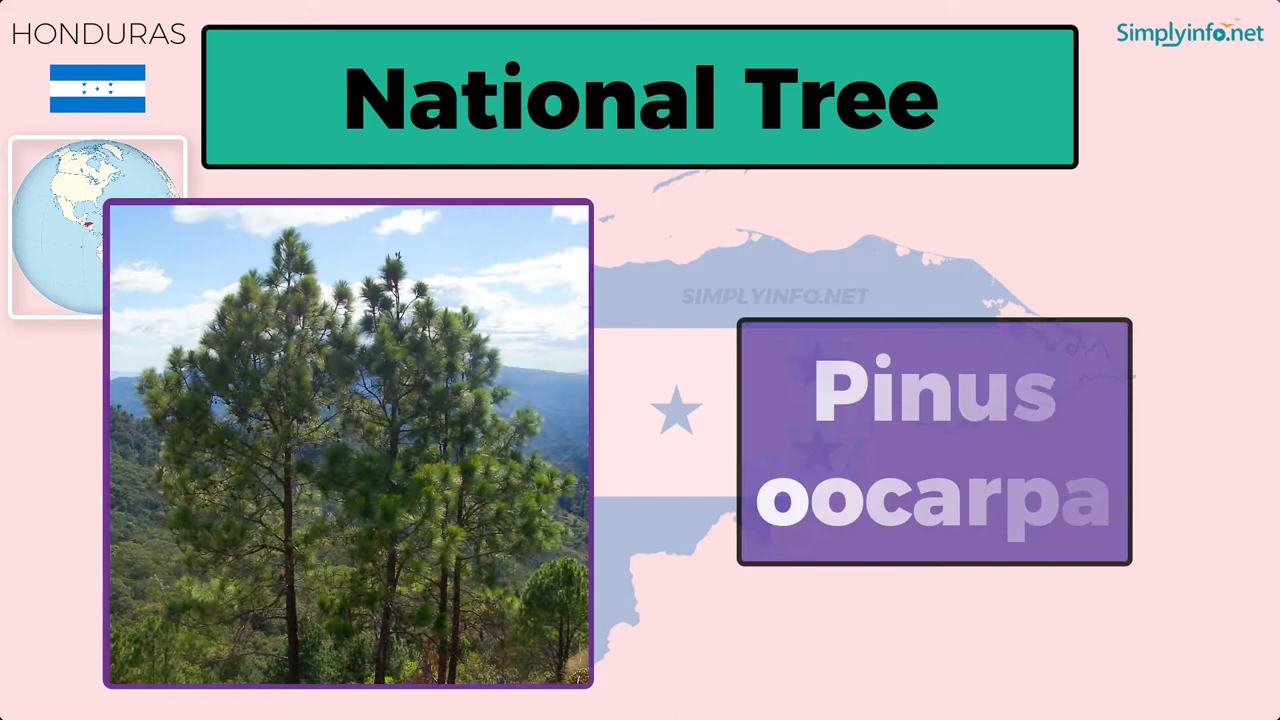 HONDURAS
National Tree
Simplyinfo.net
SIMPLYINFO.NET
Pinus
oocarpa